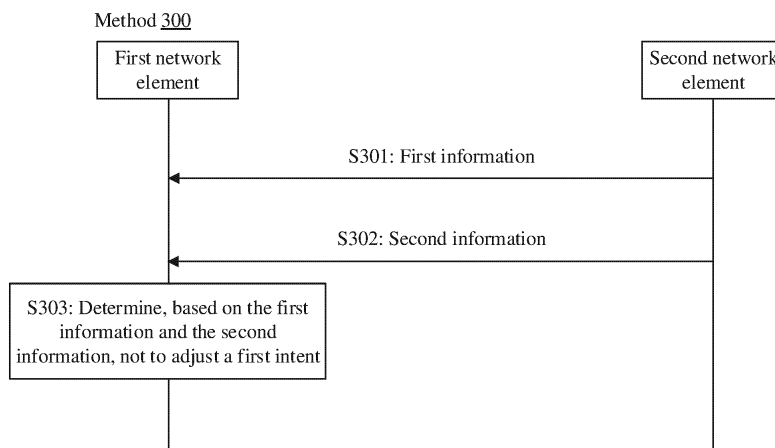 Method 300
First network
element
Second network
element
S301: First information
S302: Second information
S303: Determine, based on the first
information and the second
information, not to adjust a first intent